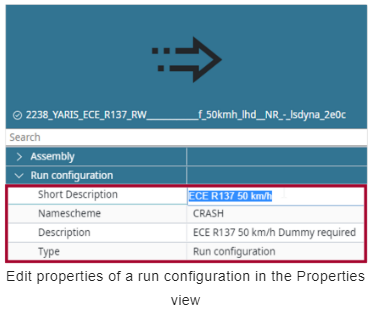 2238_YARIS_ECE_R137_RW___________f_50kmh_lhd__NR_-_lsdyna_2e0c
Search
Assembly
Run configuration
Short Description ECE R137 50 km/h
Namescheme CRASH
Description ECE R137 50 km/h Dummy required
Type Run configuration
Edit properties of a run configuration in the Properties
view